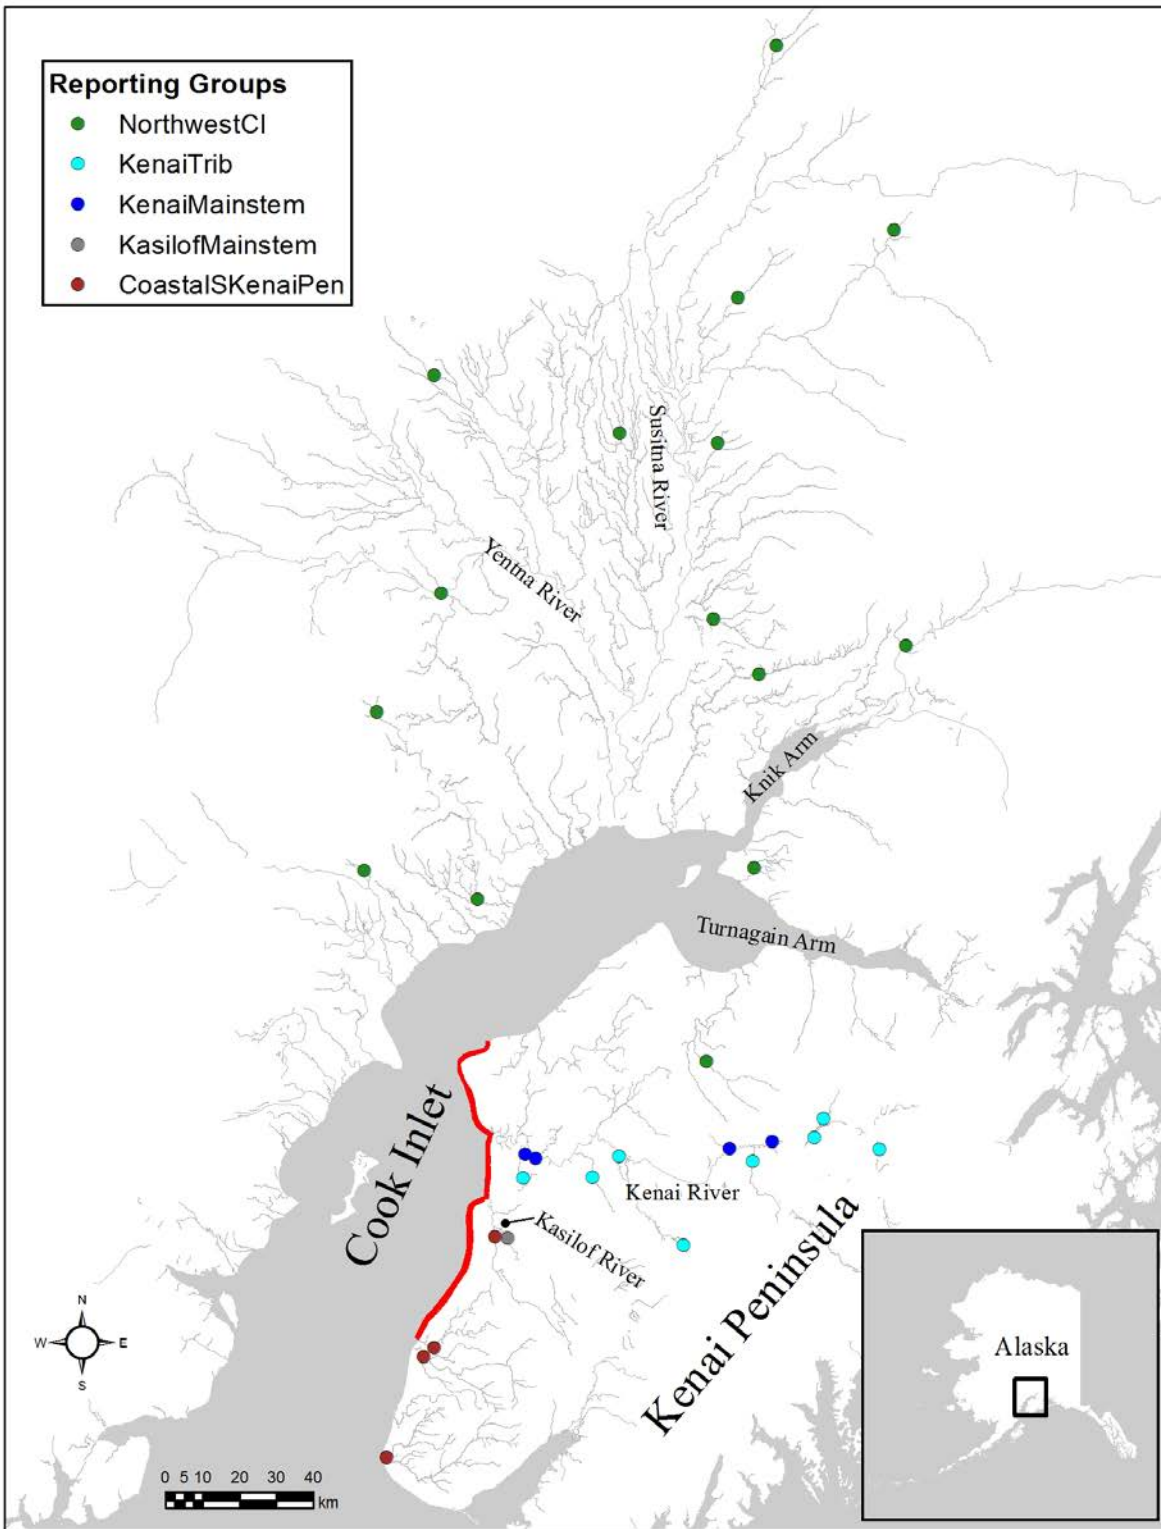 Reporting Groups
NorthwestCI
KenaiTrib
KenaiMainstem
KasilofMainstem
CoastalSKenaiPen
Susitna River
Yentna River
Knik Arm
Turnagain Arm
Cook Inlet
Kenai River
Kasilof River
Kenai Peninsula
N
W E
S
Alaska
0 5 10 20 30 40
km